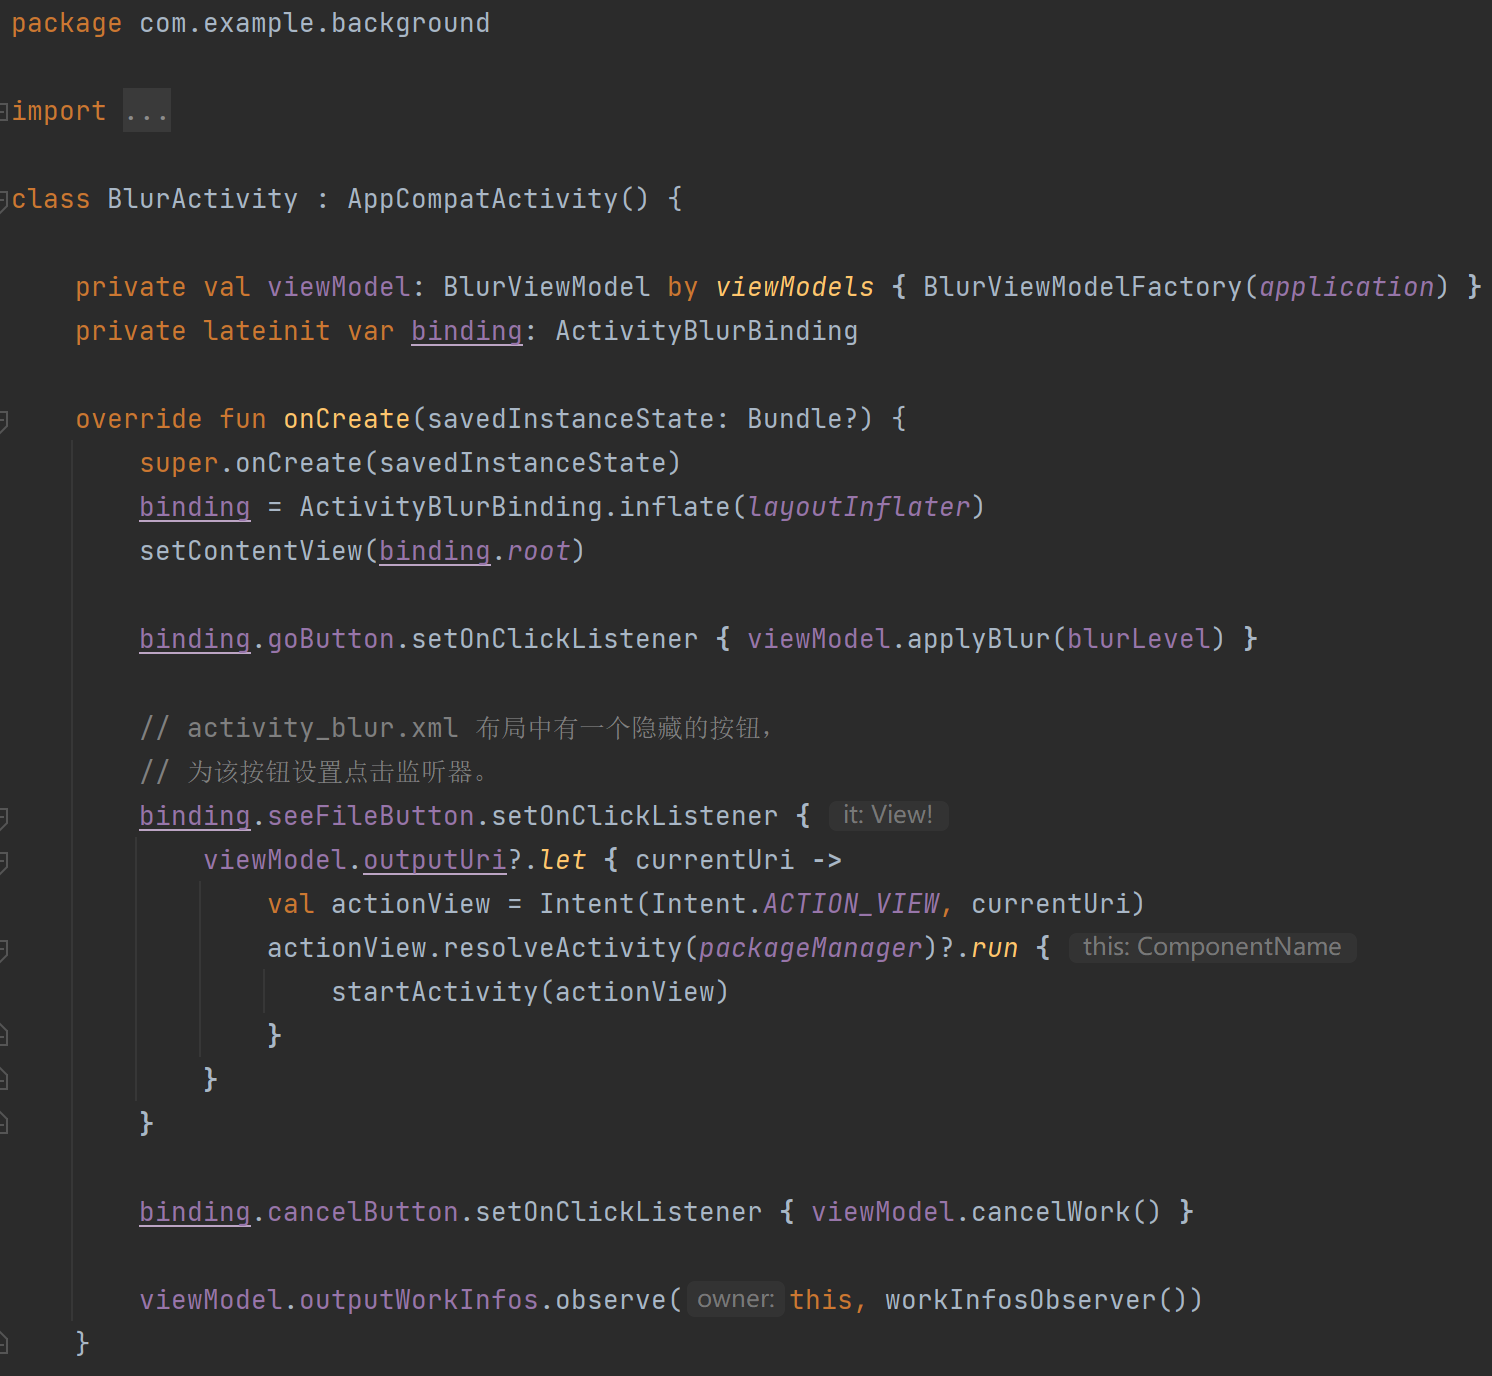 package com.example.background
import ...
class BlurActivity : AppCompatActivity() {
private val viewModel: BlurViewModel by viewModels { BlurViewModelFactory(application) }
private lateinit var binding: ActivityBlurBinding
override fun onCreate(savedInstanceState: Bundle?) {
super.onCreate(savedInstanceState)
binding = ActivityBlurBinding.inflate(layoutInflater)
setContentView(binding.root)
binding.goButton.setOnClickListener { viewModel.applyBlur(blurLevel) }
// activity_blur.xml 布局中有一个隐藏的按钮，
// 为该按钮设置点击监听器。
binding.seeFileButton.setOnClickListener { it: View!
viewModel.outputUri?.let { currentUri ->
val actionView = Intent(Intent.ACTION_VIEW, currentUri)
actionView.resolveActivity(packageManager)?.run { this: ComponentName
startActivity(actionView)
}
}
}
binding.cancelButton.setOnClickListener { viewModel.cancelWork() }
viewModel.outputWorkInfos.observe( owner: this, workInfosObserver())
}